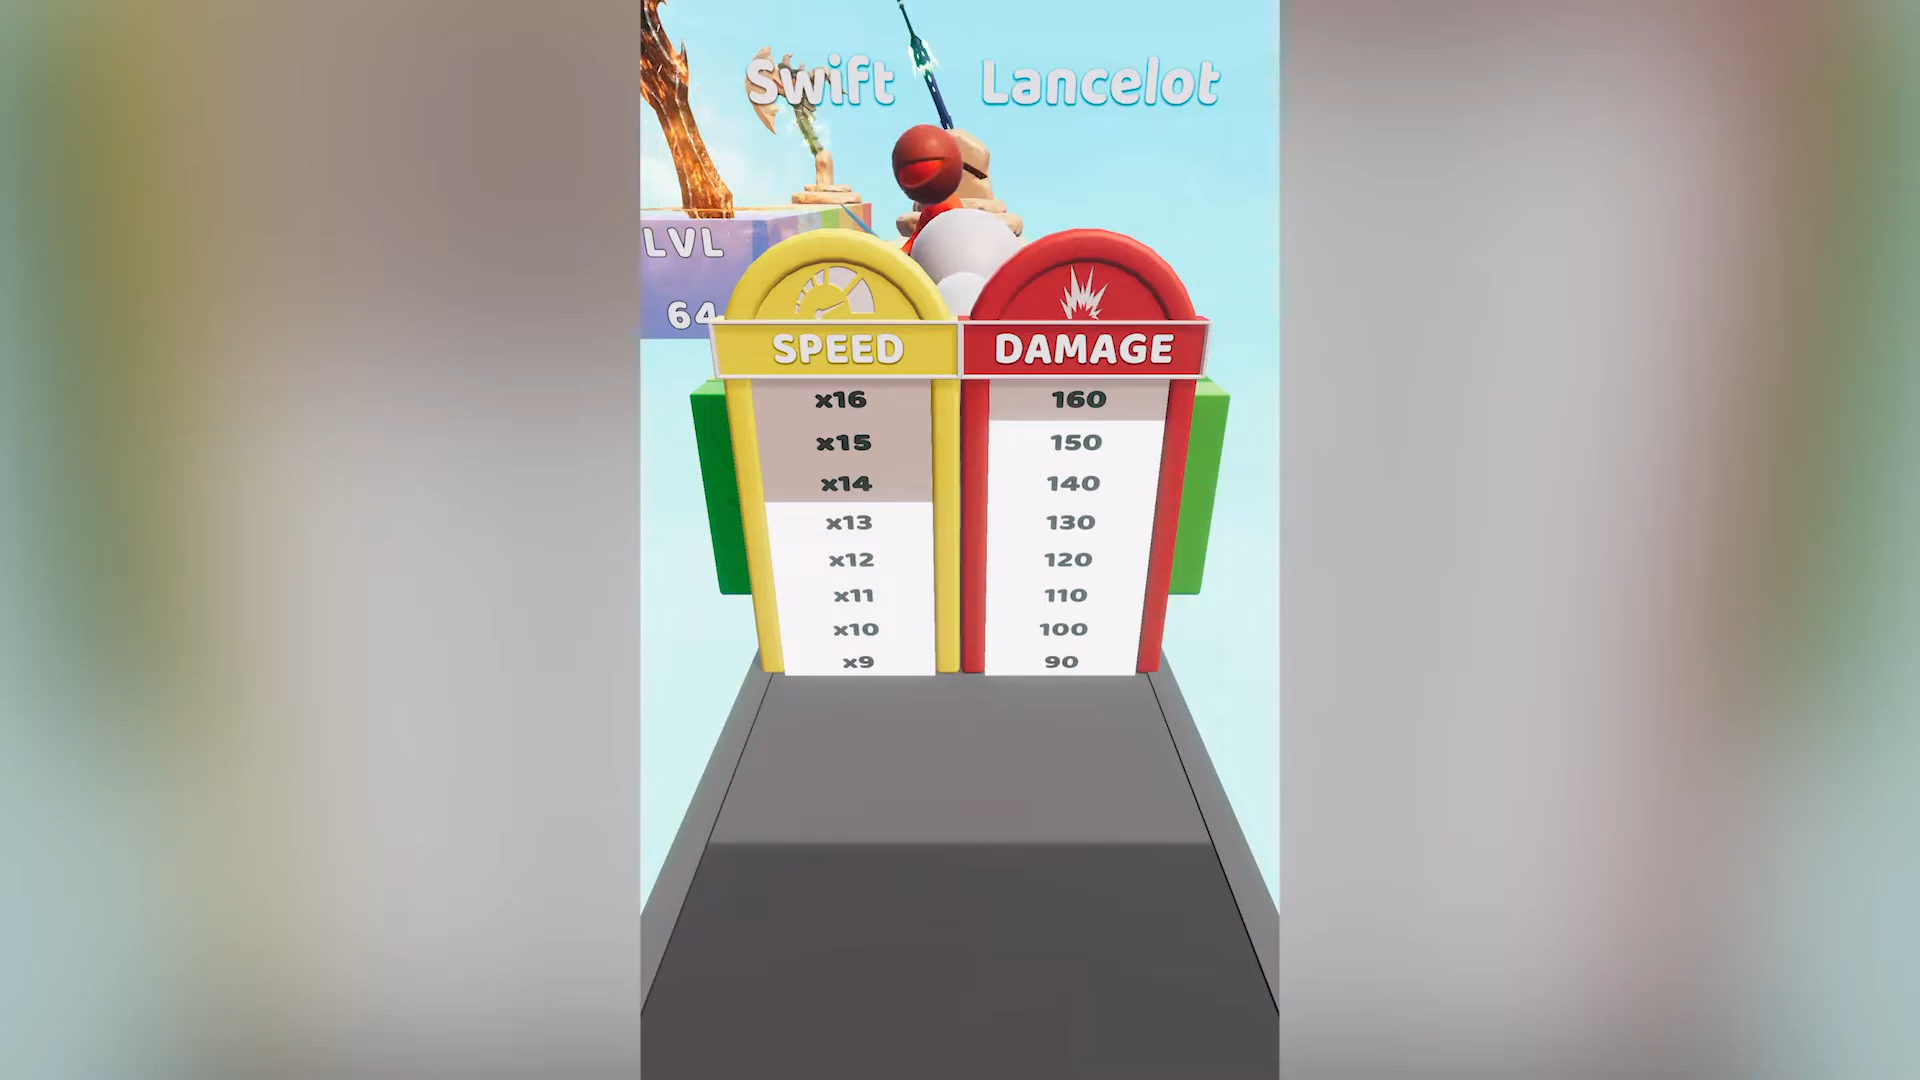 Swift Lancelot
LVL
64
SPEED
x16
x15
x14
x13
x12
x11
x10
x9
DAMAGE
160
150
140
130
120
110
100
90